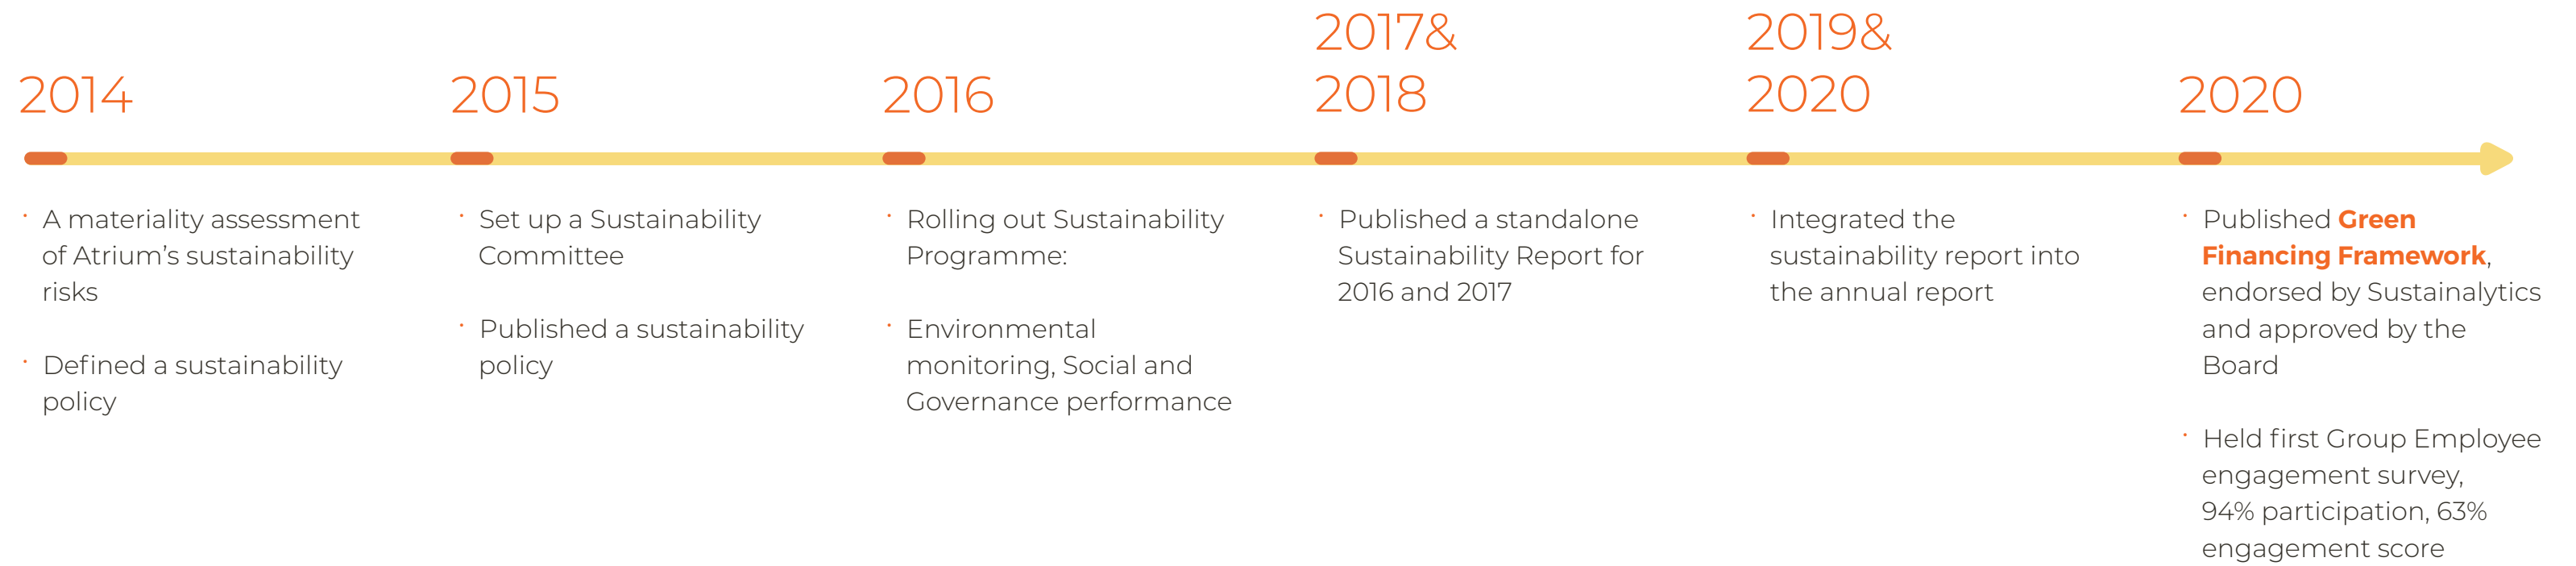 2014
A materiality assessment
of Atrium’s sustainability
risks
Defined a sustainability
policy
2015
Set up a Sustainability
Committee
Published a sustainability
policy
2016
Rolling out Sustainability
Programme:
Environmental
monitoring, Social and
Governance performance
2017&
2018
Published a standalone
Sustainability Report for
2016 and 2017
2019&
2020
Integrated the
sustainability report into
the annual report
2020
Published Green
Financing Framework,
endorsed by Sustainalytics
and approved by the
Board
Held first Group Employee
engagement survey,
94% participation, 63%
engagement score